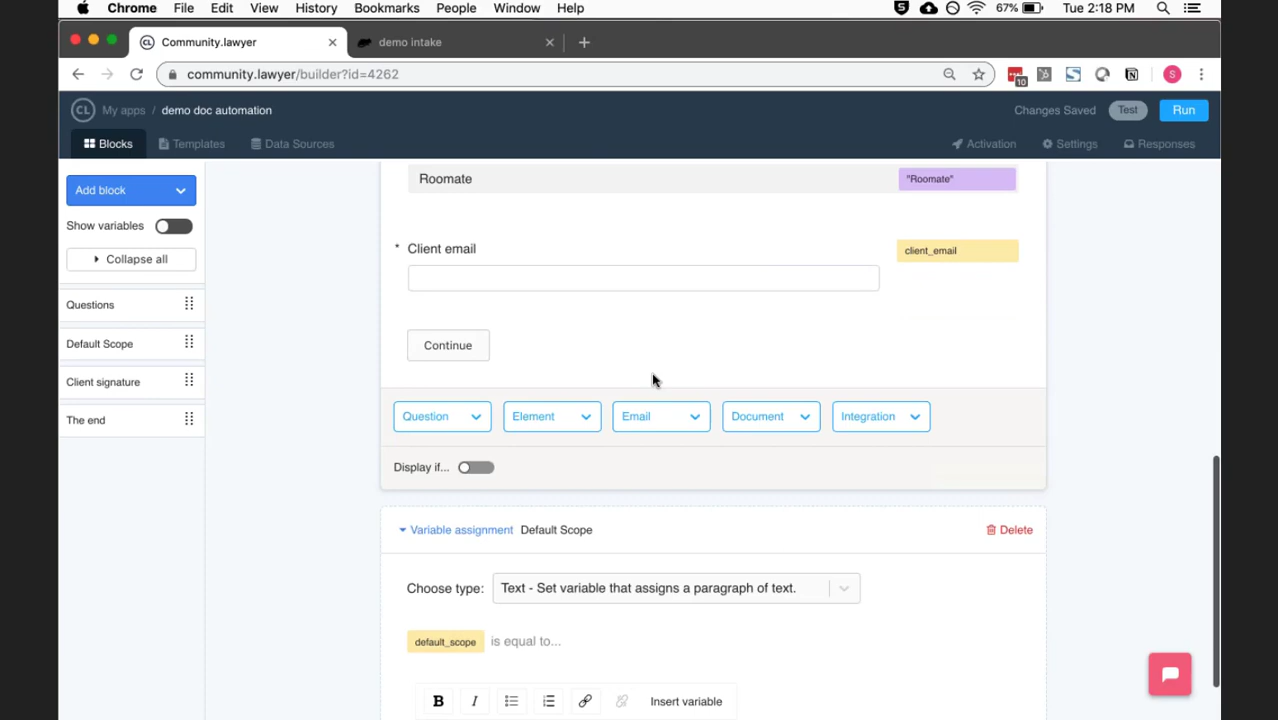 Chrome File Edit View History Bookmarks People Window Help 67% Tue 2:18 PM
CL Community.lawyer demo intake
community.lawyer/builder?id=4262 10 S
CL My apps / demo doc automation Changes Saved Test Run
Blocks Templates Data Sources Activation Settings Responses
Add block
Show variables
Collapse all
Questions
Default Scope
Client signature
The end
Roomate "Roomate"
* Client email client_email
Continue
Question Element Email Document Integration
Display if...
Variable assignment Default Scope Delete
Choose type: Text - Set variable that assigns a paragraph of text.
default_scope is equal to...
B I Insert variable